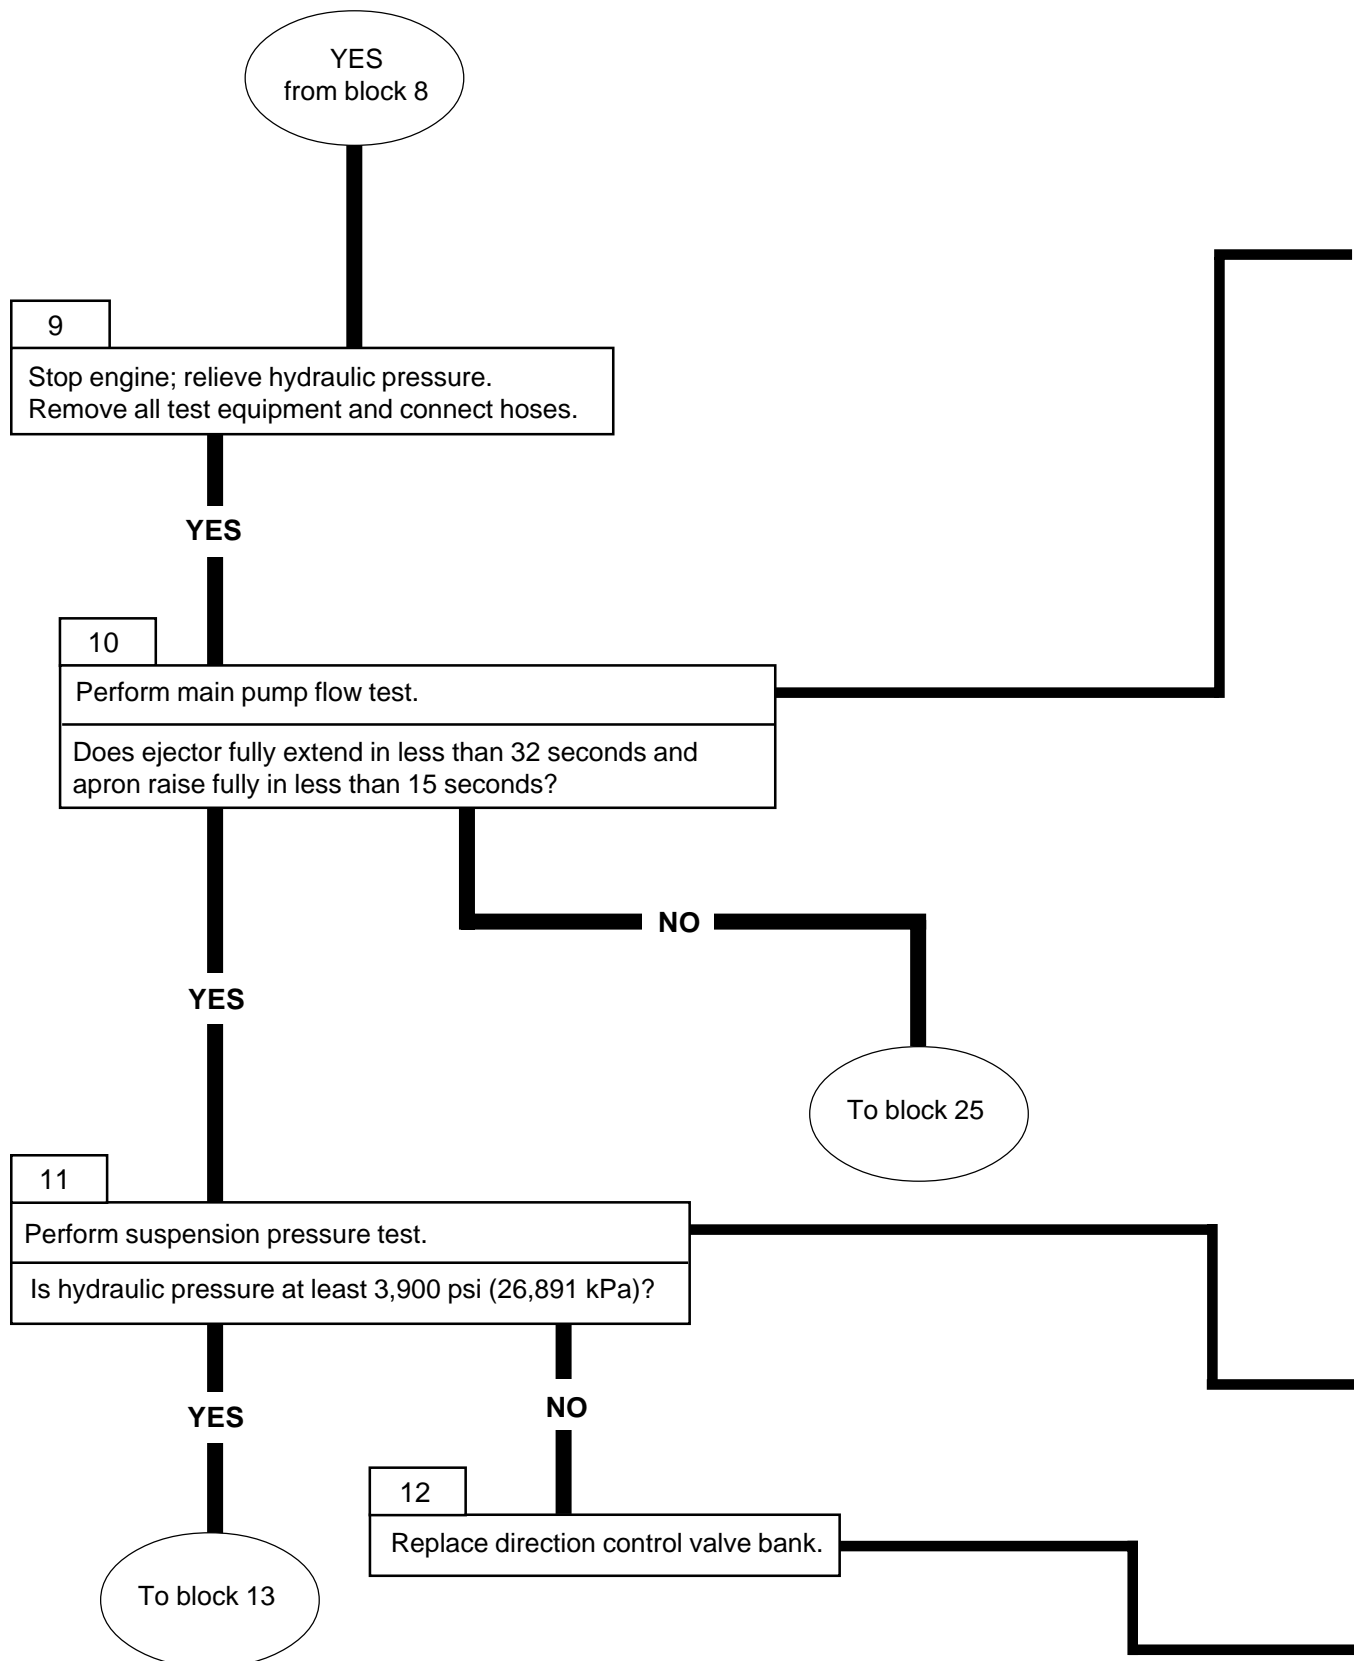 YES
from block 8
9
Stop engine; relieve hydraulic pressure.
Remove all test equipment and connect hoses.
YES
10
Perform main pump flow test.
Does ejector fully extend in less than 32 seconds and
apron raise fully in less than 15 seconds?
NO
YES
To block 25
11
Perform suspension pressure test.
Is hydraulic pressure at least 3,900 psi (26,891 kPa)?
YES
NO
12
Replace direction control valve bank.
To block 13